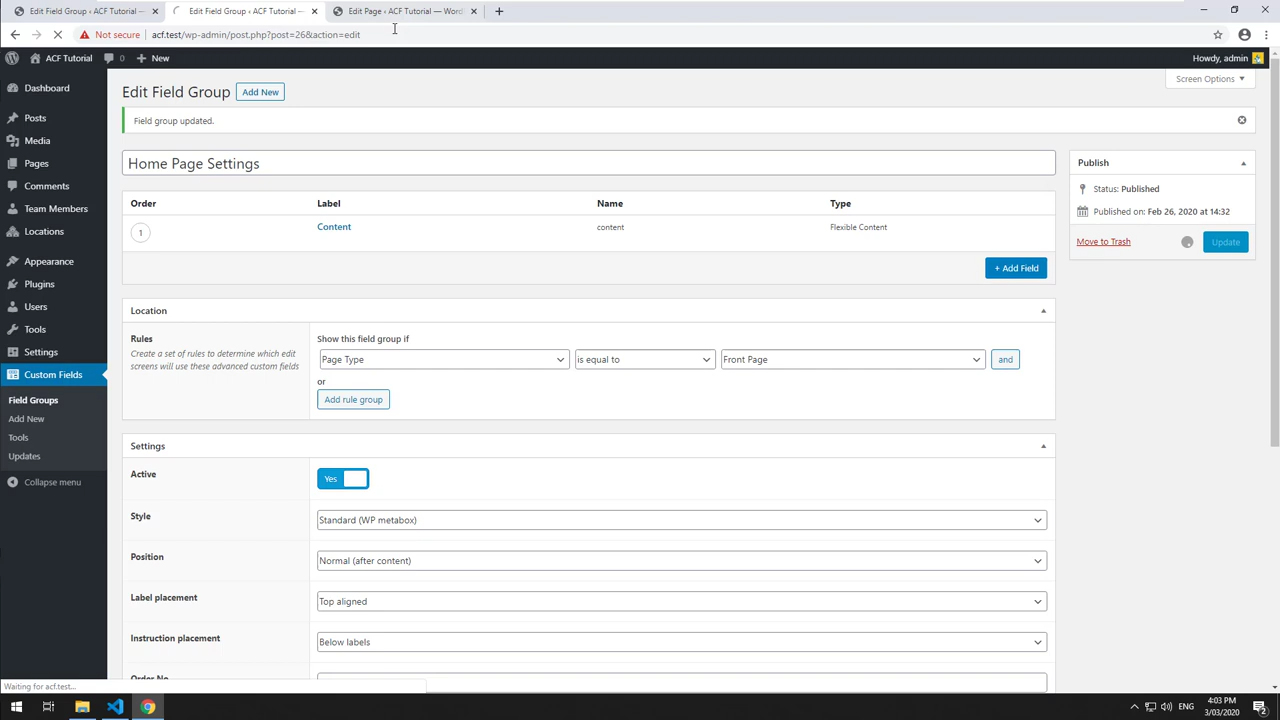 Edit Field Group ‹ ACF Tutorial —
Edit Field Group ‹ ACF Tutorial —
Edit Page ‹ ACF Tutorial — Word
Not secure
acf.test/wp-admin/post.php?post=26&action=edit
ACF Tutorial
0
New
Howdy, admin
Screen Options
Dashboard
Posts
Media
Pages
Comments
Team Members
Locations
Appearance
Plugins
Users
Tools
Settings
Custom Fields
Field Groups
Add New
Tools
Updates
Collapse menu
Edit Field Group
Add New
Field group updated.
Home Page Settings
Order
Label
Name
Type
1
Content
content
Flexible Content
+ Add Field
Location
Rules
Create a set of rules to determine which edit
screens will use these advanced custom fields
Show this field group if
Page Type
is equal to
Front Page
and
or
Add rule group
Settings
Active
Yes
Style
Standard (WP metabox)
Position
Normal (after content)
Label placement
Top aligned
Instruction placement
Below labels
Order No.
Publish
Status: Published
Published on: Feb 26, 2020 at 14:32
Move to Trash
Update
Waiting for acf.test...
ENG
4:03 PM
3/03/2020
2